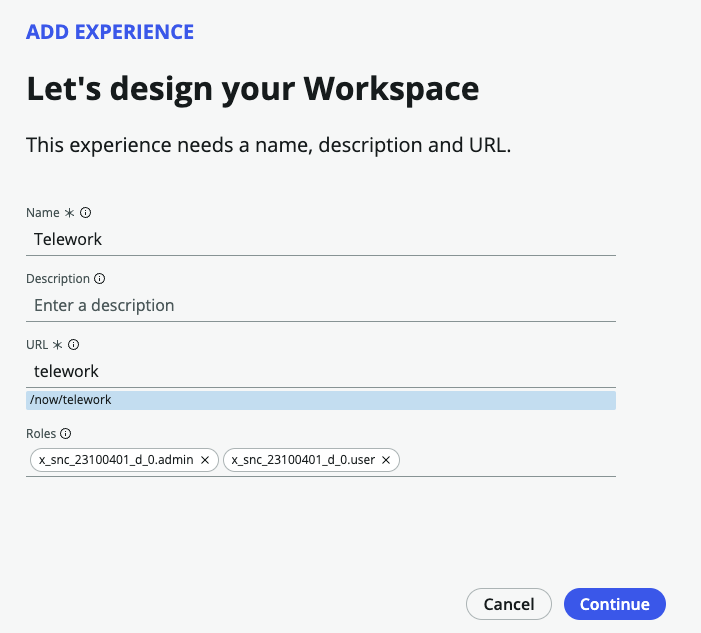 ADD EXPERIENCE
Let's design your Workspace
This experience needs a name, description and URL.
Name *
Telework
Description
Enter a description
URL *
telework
/now/telework
Roles
x_snc_23100401_d_0.admin × x_snc_23100401_d_0.user ×
Cancel Continue